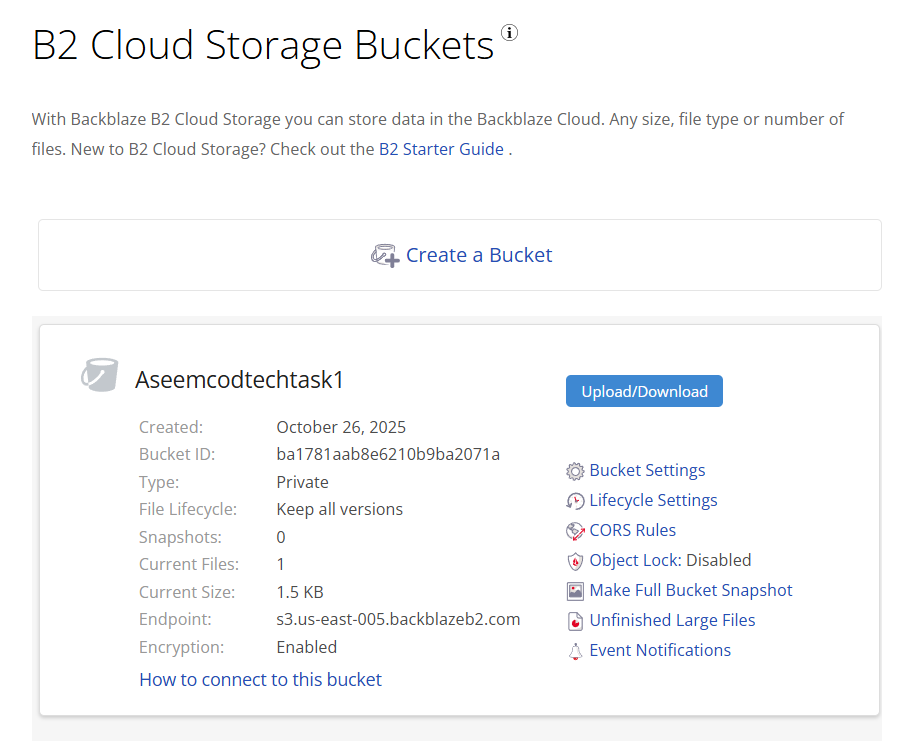 B2 Cloud Storage Buckets
With Backblaze B2 Cloud Storage you can store data in the Backblaze Cloud. Any size, file type or number of
files. New to B2 Cloud Storage? Check out the B2 Starter Guide .
Create a Bucket
Aseemcodtechtask1
Upload/Download
Created: October 26, 2025
Bucket ID: ba1781aab8e6210b9ba2071a
Type: Private
File Lifecycle: Keep all versions
Snapshots: 0
Current Files: 1
Current Size: 1.5 KB
Endpoint: s3.us-east-005.backblazeb2.com
Encryption: Enabled
How to connect to this bucket
Bucket Settings
Lifecycle Settings
CORS Rules
Object Lock: Disabled
Make Full Bucket Snapshot
Unfinished Large Files
Event Notifications